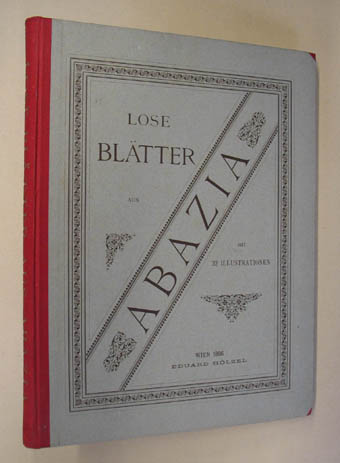 LOSE
BLÄTTER
AUS
ABAZIA
MIT
32 ILLUSTRATIONEN
WIEN 1886
EDUARD HÖLZEL